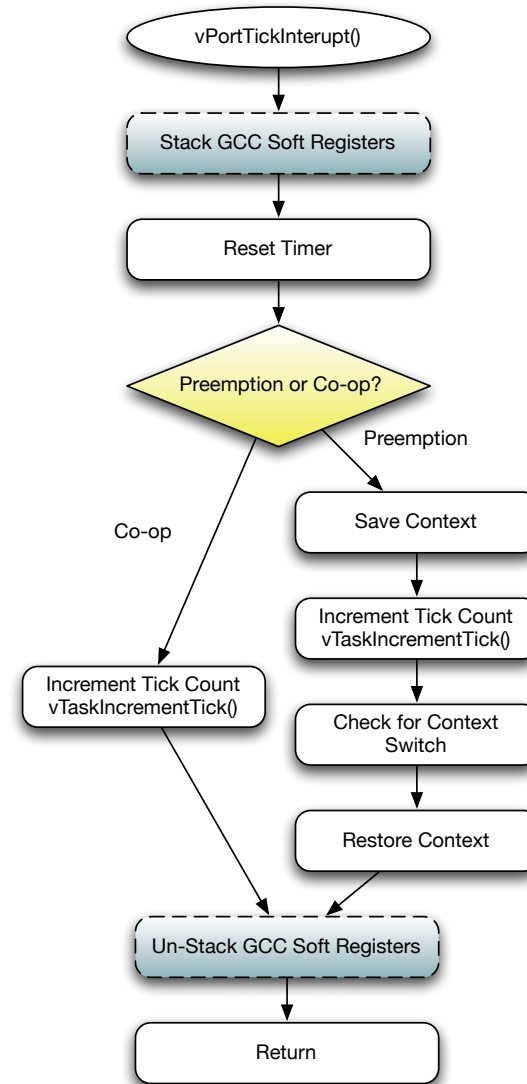 vPortTickInterupt()
Stack GCC Soft Registers
Reset Timer
Preemption or Co-op?
Preemption
Save Context
Co-op
Increment Tick Count
vTaskIncrementTick()
Increment Tick Count
vTaskIncrementTick()
Check for Context
Switch
Restore Context
Un-Stack GCC Soft Registers
Return